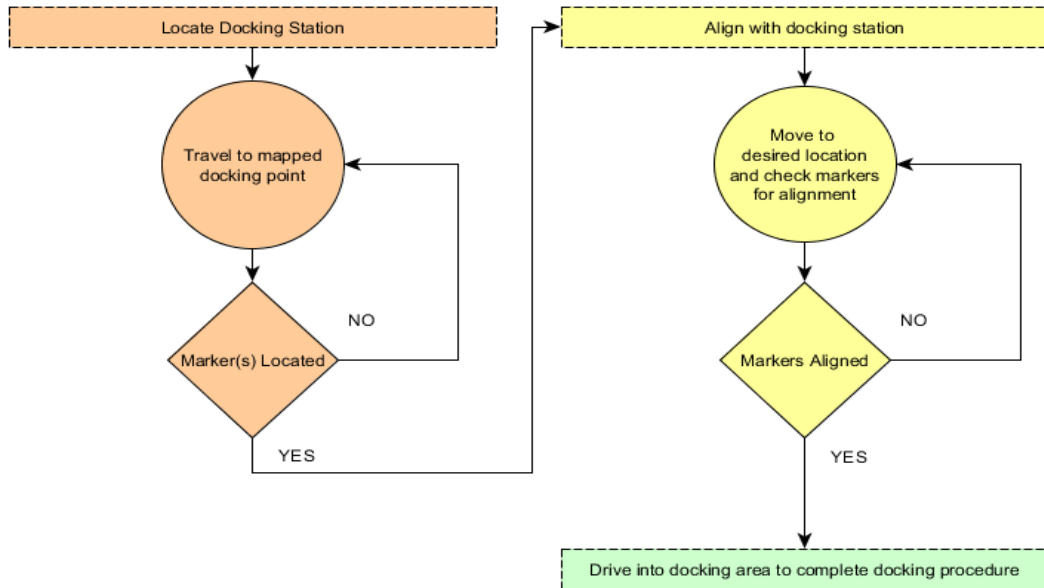 Locate Docking Station
Travel to mapped
docking point
NO
Marker(s) Located
YES
Align with docking station
Move to
desired location
and check markers
for alignment
NO
Markers Aligned
YES
Drive into docking area to complete docking procedure